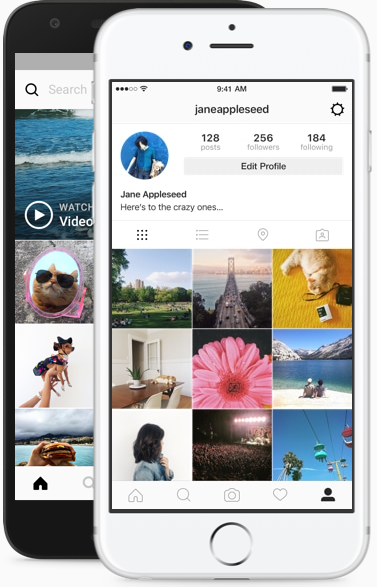 Search
WATCH
Video
9:41 AM
janeappleseed
128
posts
256
followers
184
following
Edit Profile
Jane Appleseed
Here's to the crazy ones...